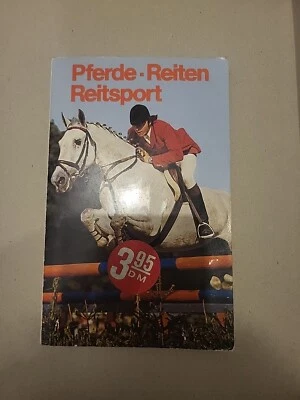 Pferde - Reiten
Reitsport
3.95
DM